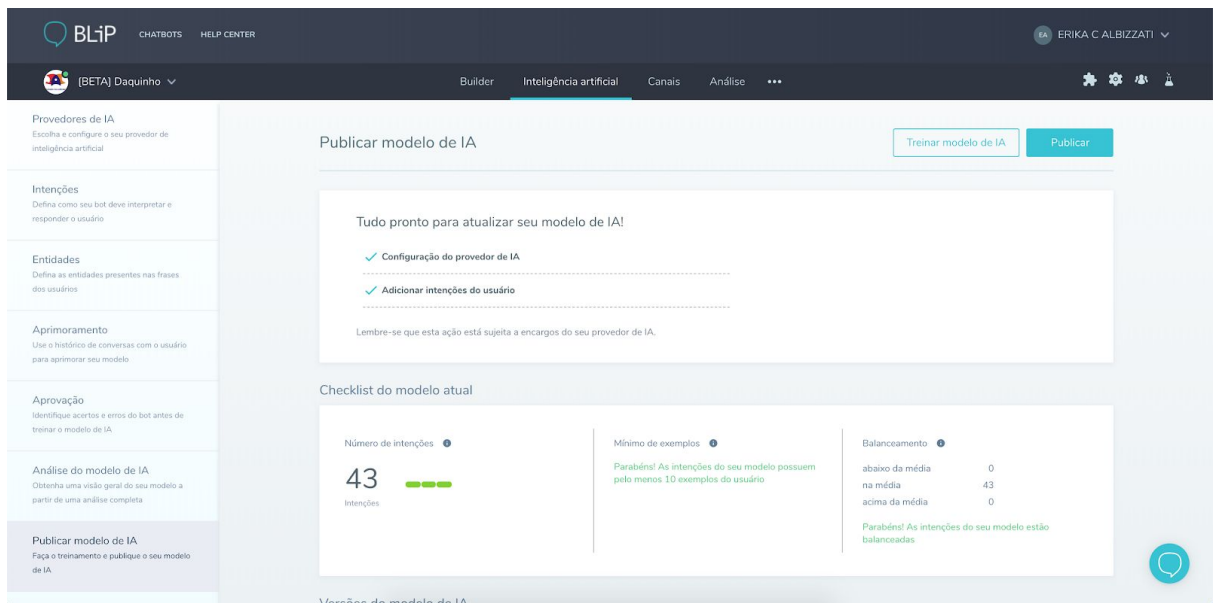 BLiP
CHATBOTS HELP CENTER
EA ERIKA C ALBIZZATI
[BETA] Daquinho
Builder Inteligência artificial Canais Análise
Provedores de IA
Escolha e configure o seu provedor de
inteligência artificial
Intenções
Defina como seu bot deve interpretar e
responder o usuário
Entidades
Defina as entidades presentes nas frases
dos usuários
Aprimoramento
Use o histórico de conversas com o usuário
para aprimorar seu modelo
Aprovação
Identifique acertos e erros do bot antes de
treinar o modelo de IA
Análise do modelo de IA
Obtenha uma visão geral do seu modelo a
partir de uma análise completa
Publicar modelo de IA
Faça o treinamento e publique o seu modelo
de IA
Publicar modelo de IA
Treinar modelo de IA Publicar
Tudo pronto para atualizar seu modelo de IA!
Configuração do provedor de IA
Adicionar intenções do usuário
Lembre-se que esta ação está sujeita a encargos do seu provedor de IA.
Checklist do modelo atual
Número de intenções
43
Intenções
Mínimo de exemplos
Parabéns! As intenções do seu modelo possuem
pelo menos 10 exemplos do usuário
Balanceamento
abaixo da média 0
na média 43
acima da média 0
Parabéns! As intenções do seu modelo estão
balanceadas
Versões do modelo de IA